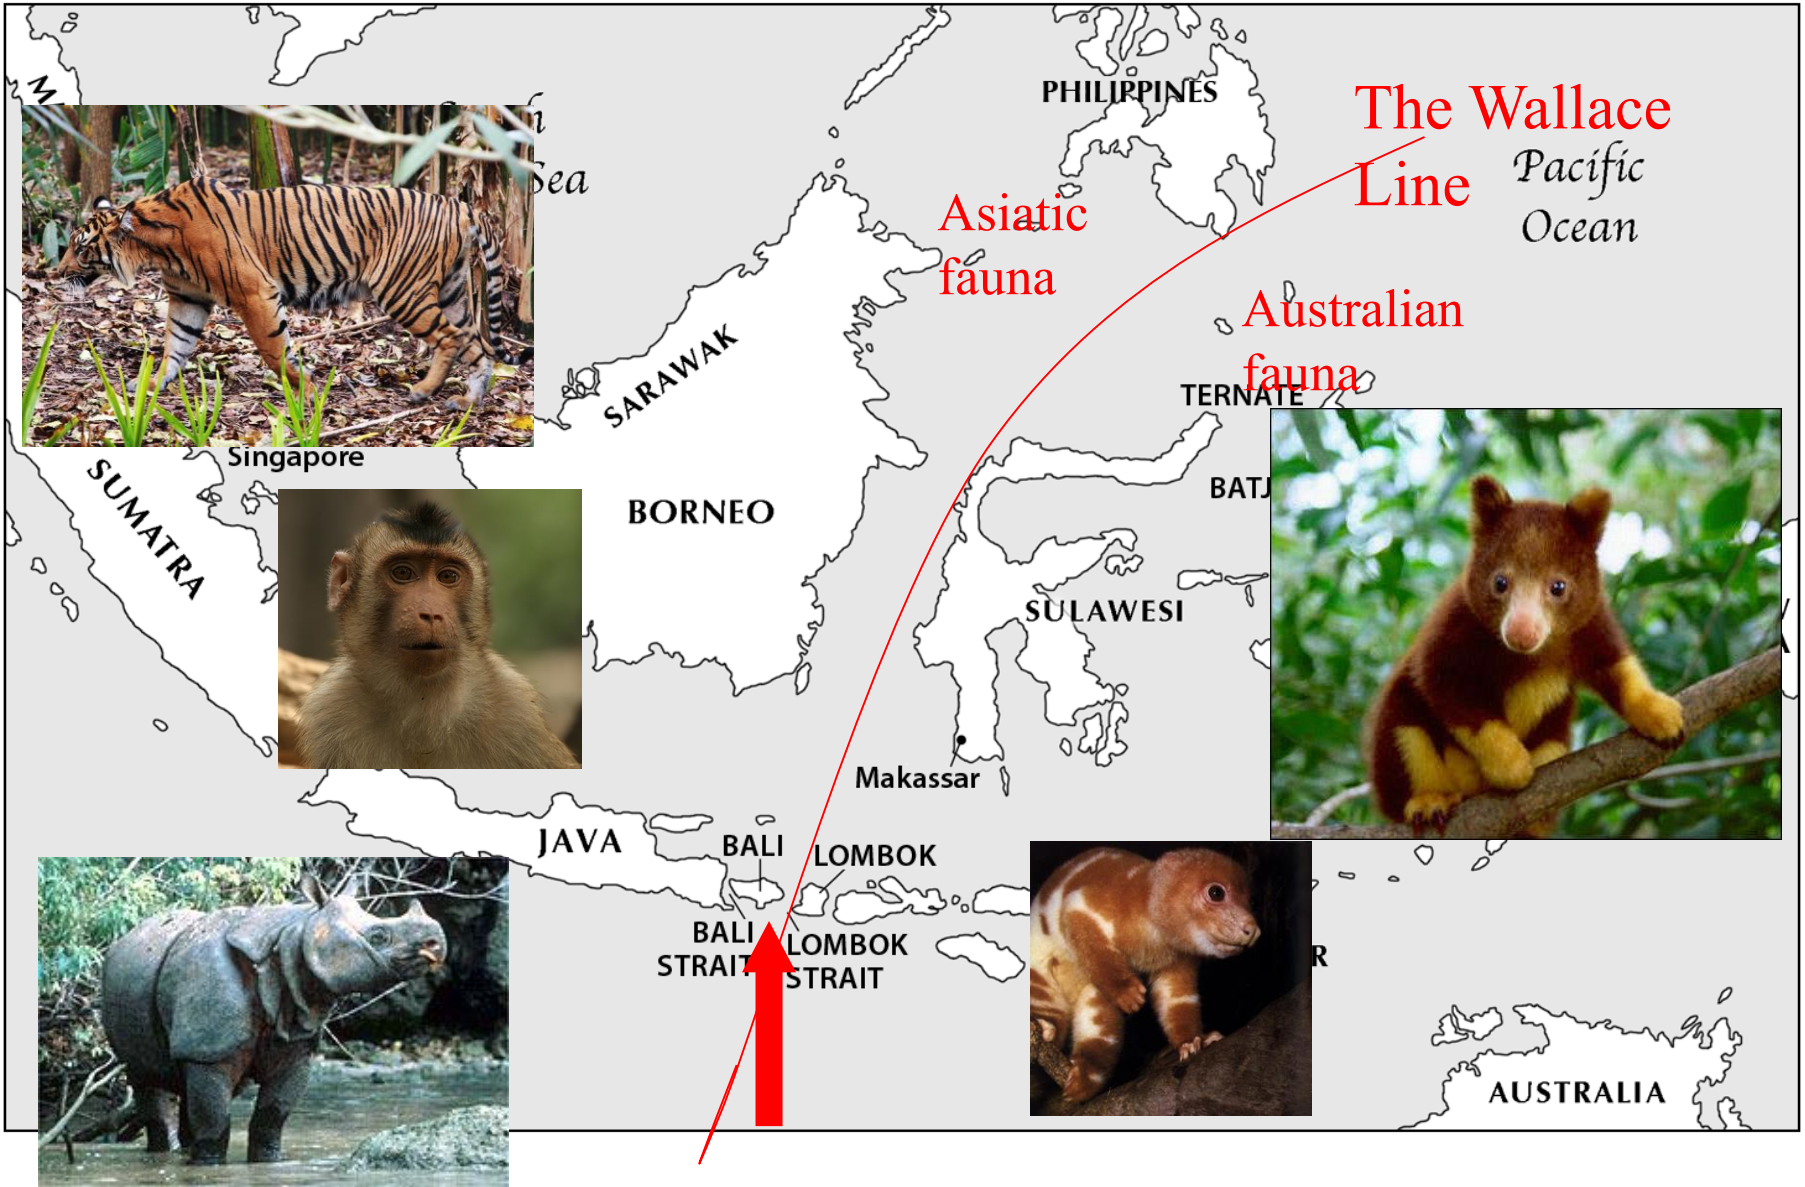 PHILIPPINES
The Wallace
Line
Pacific
Ocean
Sea
Asiatic
fauna
Australian
fauna
TERNATE
SARAWAK
Singapore
SUMATRA
BORNEO
SULAWESI
Makassar
JAVA
BALI
LOMBOK
BALI
STRAIT
LOMBOK
STRAIT
AUSTRALIA